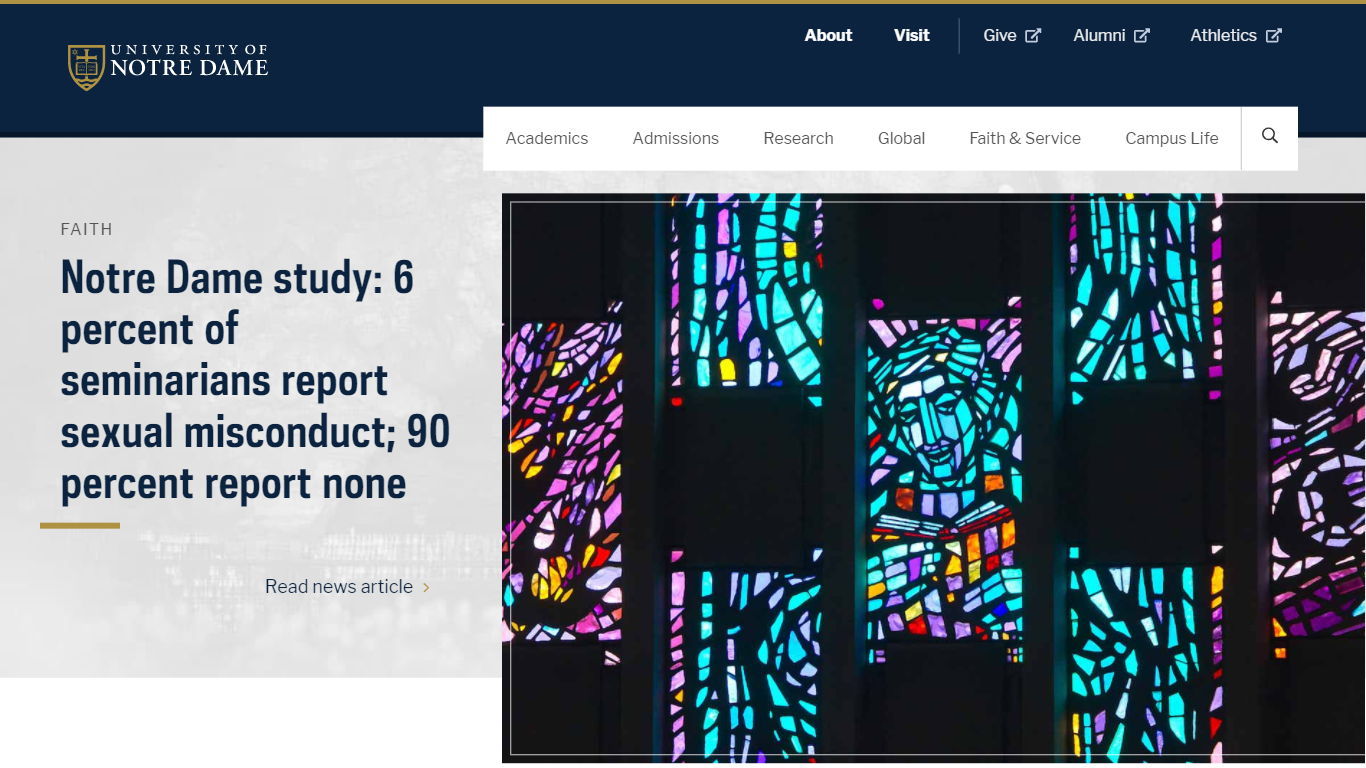 UNIVERSITY OF
NOTRE DAME
About Visit Give Alumni Athletics
Academics Admissions Research Global Faith & Service Campus Life
FAITH
Notre Dame study: 6
percent of
seminarians report
sexual misconduct; 90
percent report none
Read news article